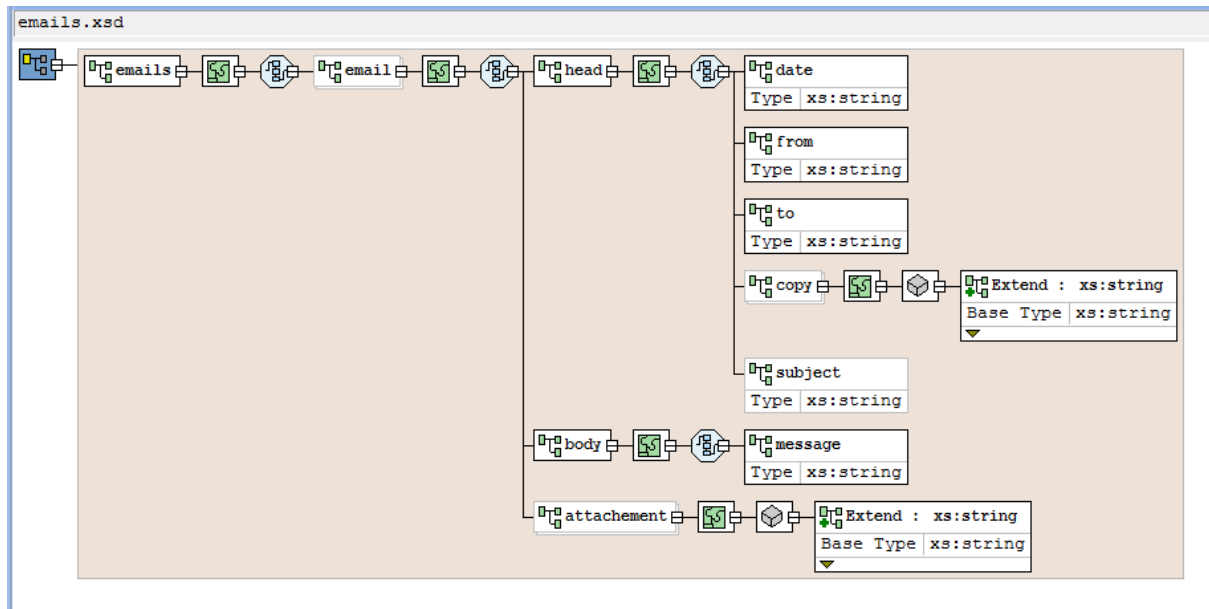 emails.xsd
emails
email
head
date
Type xs:string
from
Type xs:string
to
Type xs:string
copy
Extend : xs:string
Base Type xs:string
subject
Type xs:string
body
message
Type xs:string
attachement
Extend : xs:string
Base Type xs:string